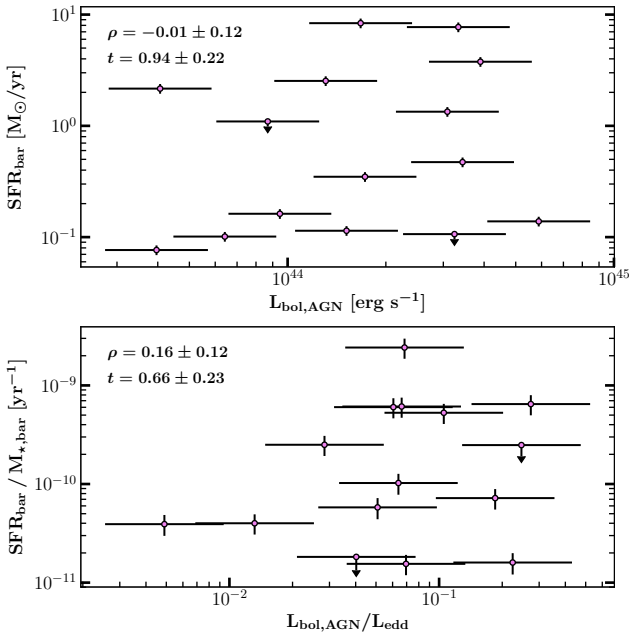 10¹
ρ = −0.01 ± 0.12
t = 0.94 ± 0.22
10⁰
10⁻¹
SFR_bar [M_⊙/yr]
10⁴⁴
10⁴⁵
L_bol,AGN [erg s⁻¹]
ρ = 0.16 ± 0.12
t = 0.66 ± 0.23
10⁻⁹
10⁻¹⁰
10⁻¹¹
SFR_bar / M_⋆,bar [yr⁻¹]
10⁻²
10⁻¹
L_bol,AGN/L_edd